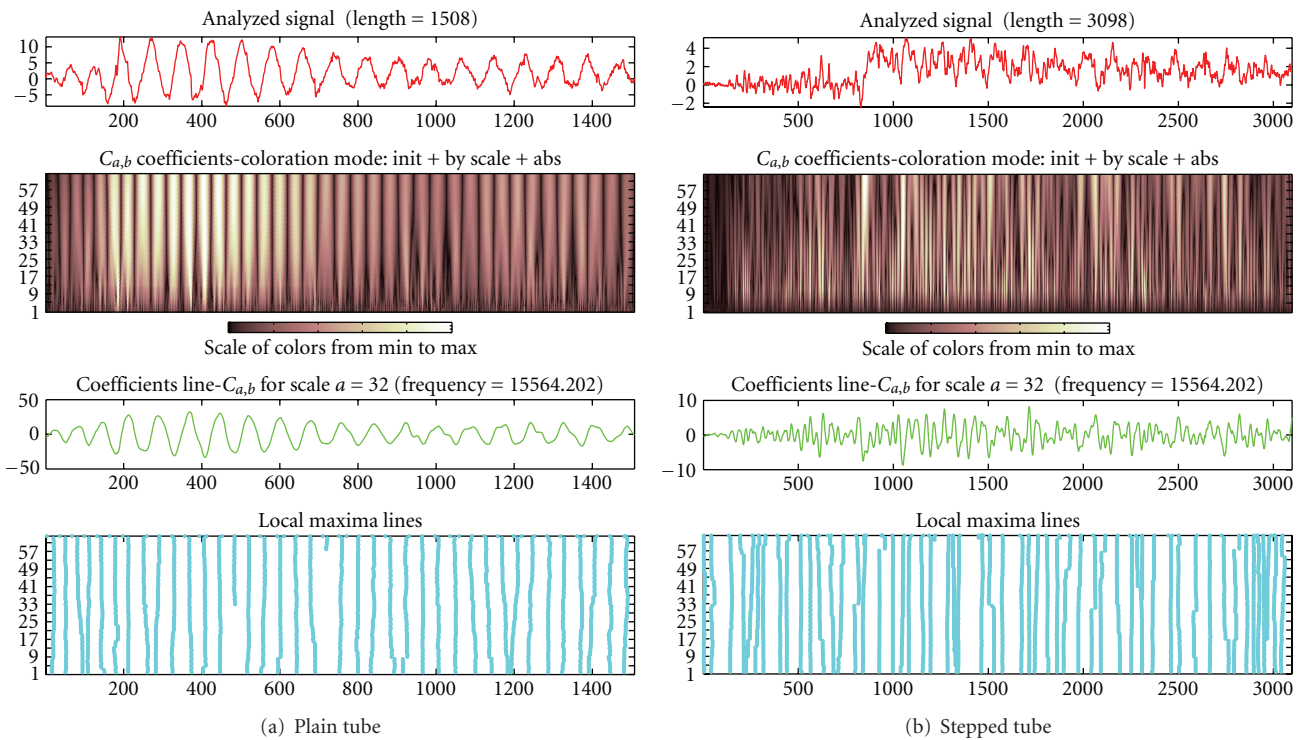 Analyzed signal (length = 1508)
10
5
0
−5
200 400 600 800 1000 1200 1400
C_{a,b} coefficients-coloration mode: init + by scale + abs
57
49
41
33
25
17
9
1
Scale of colors from min to max
Coefficients line-C_{a,b} for scale a = 32 (frequency = 15564.202)
50
0
−50
200 400 600 800 1000 1200 1400
Local maxima lines
57
49
41
33
25
17
9
1
200 400 600 800 1000 1200 1400
(a) Plain tube
Analyzed signal (length = 3098)
4
2
0
−2
500 1000 1500 2000 2500 3000
C_{a,b} coefficients-coloration mode: init + by scale + abs
57
49
41
33
25
17
9
1
Scale of colors from min to max
Coefficients line-C_{a,b} for scale a = 32 (frequency = 15564.202)
10
0
−10
500 1000 1500 2000 2500 3000
Local maxima lines
57
49
41
33
25
17
9
1
500 1000 1500 2000 2500 3000
(b) Stepped tube